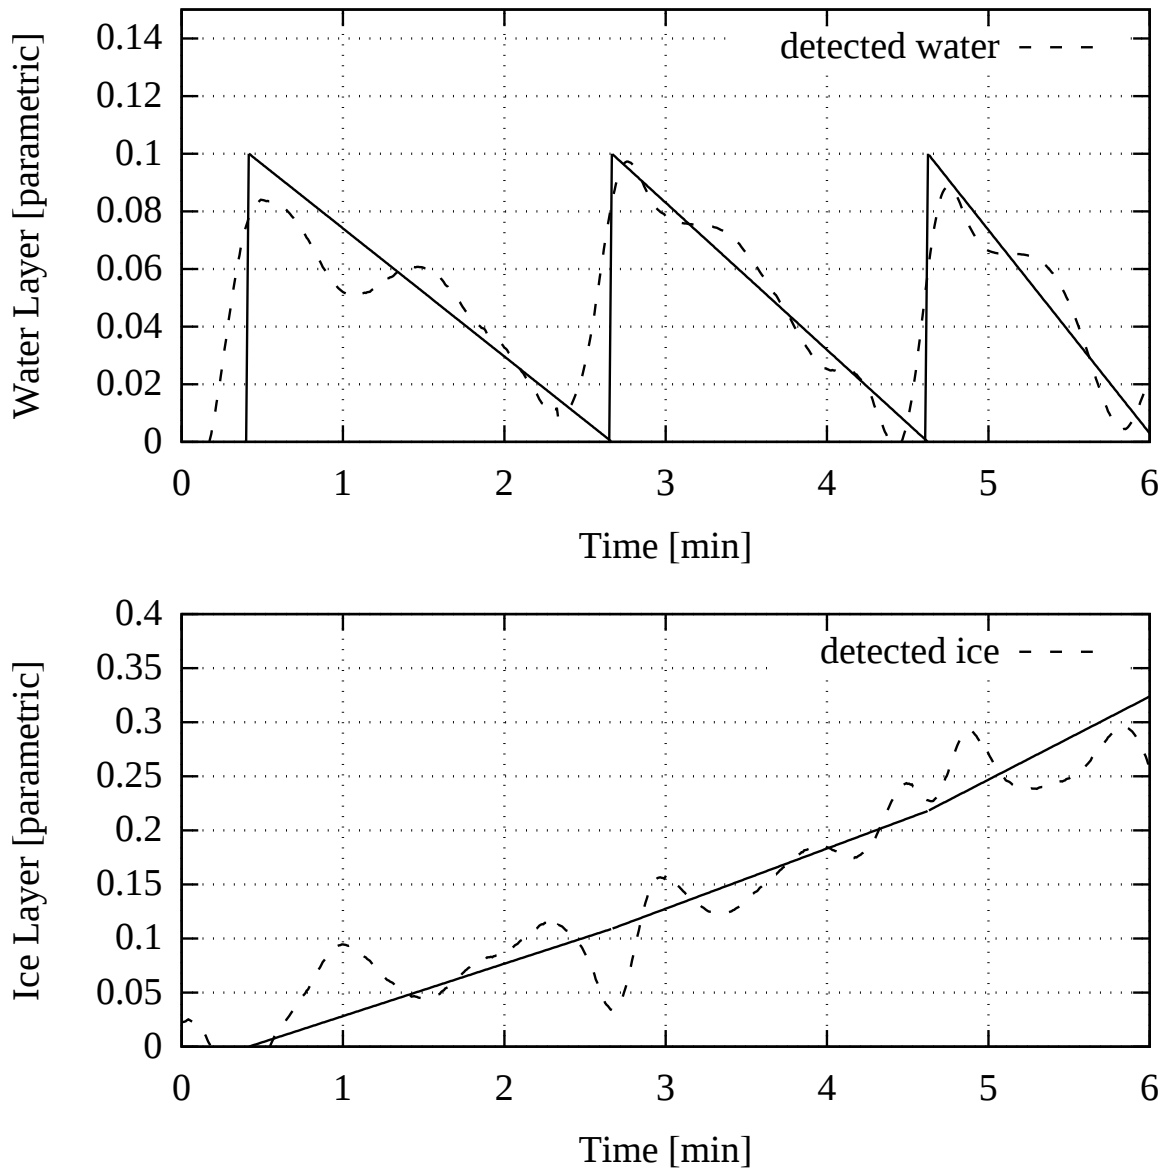 Water Layer [parametric]
0.14
0.12
0.1
0.08
0.06
0.04
0.02
0
detected water
0 1 2 3 4 5 6
Time [min]
Ice Layer [parametric]
0.4
0.35
0.3
0.25
0.2
0.15
0.1
0.05
0
detected ice
0 1 2 3 4 5 6
Time [min]